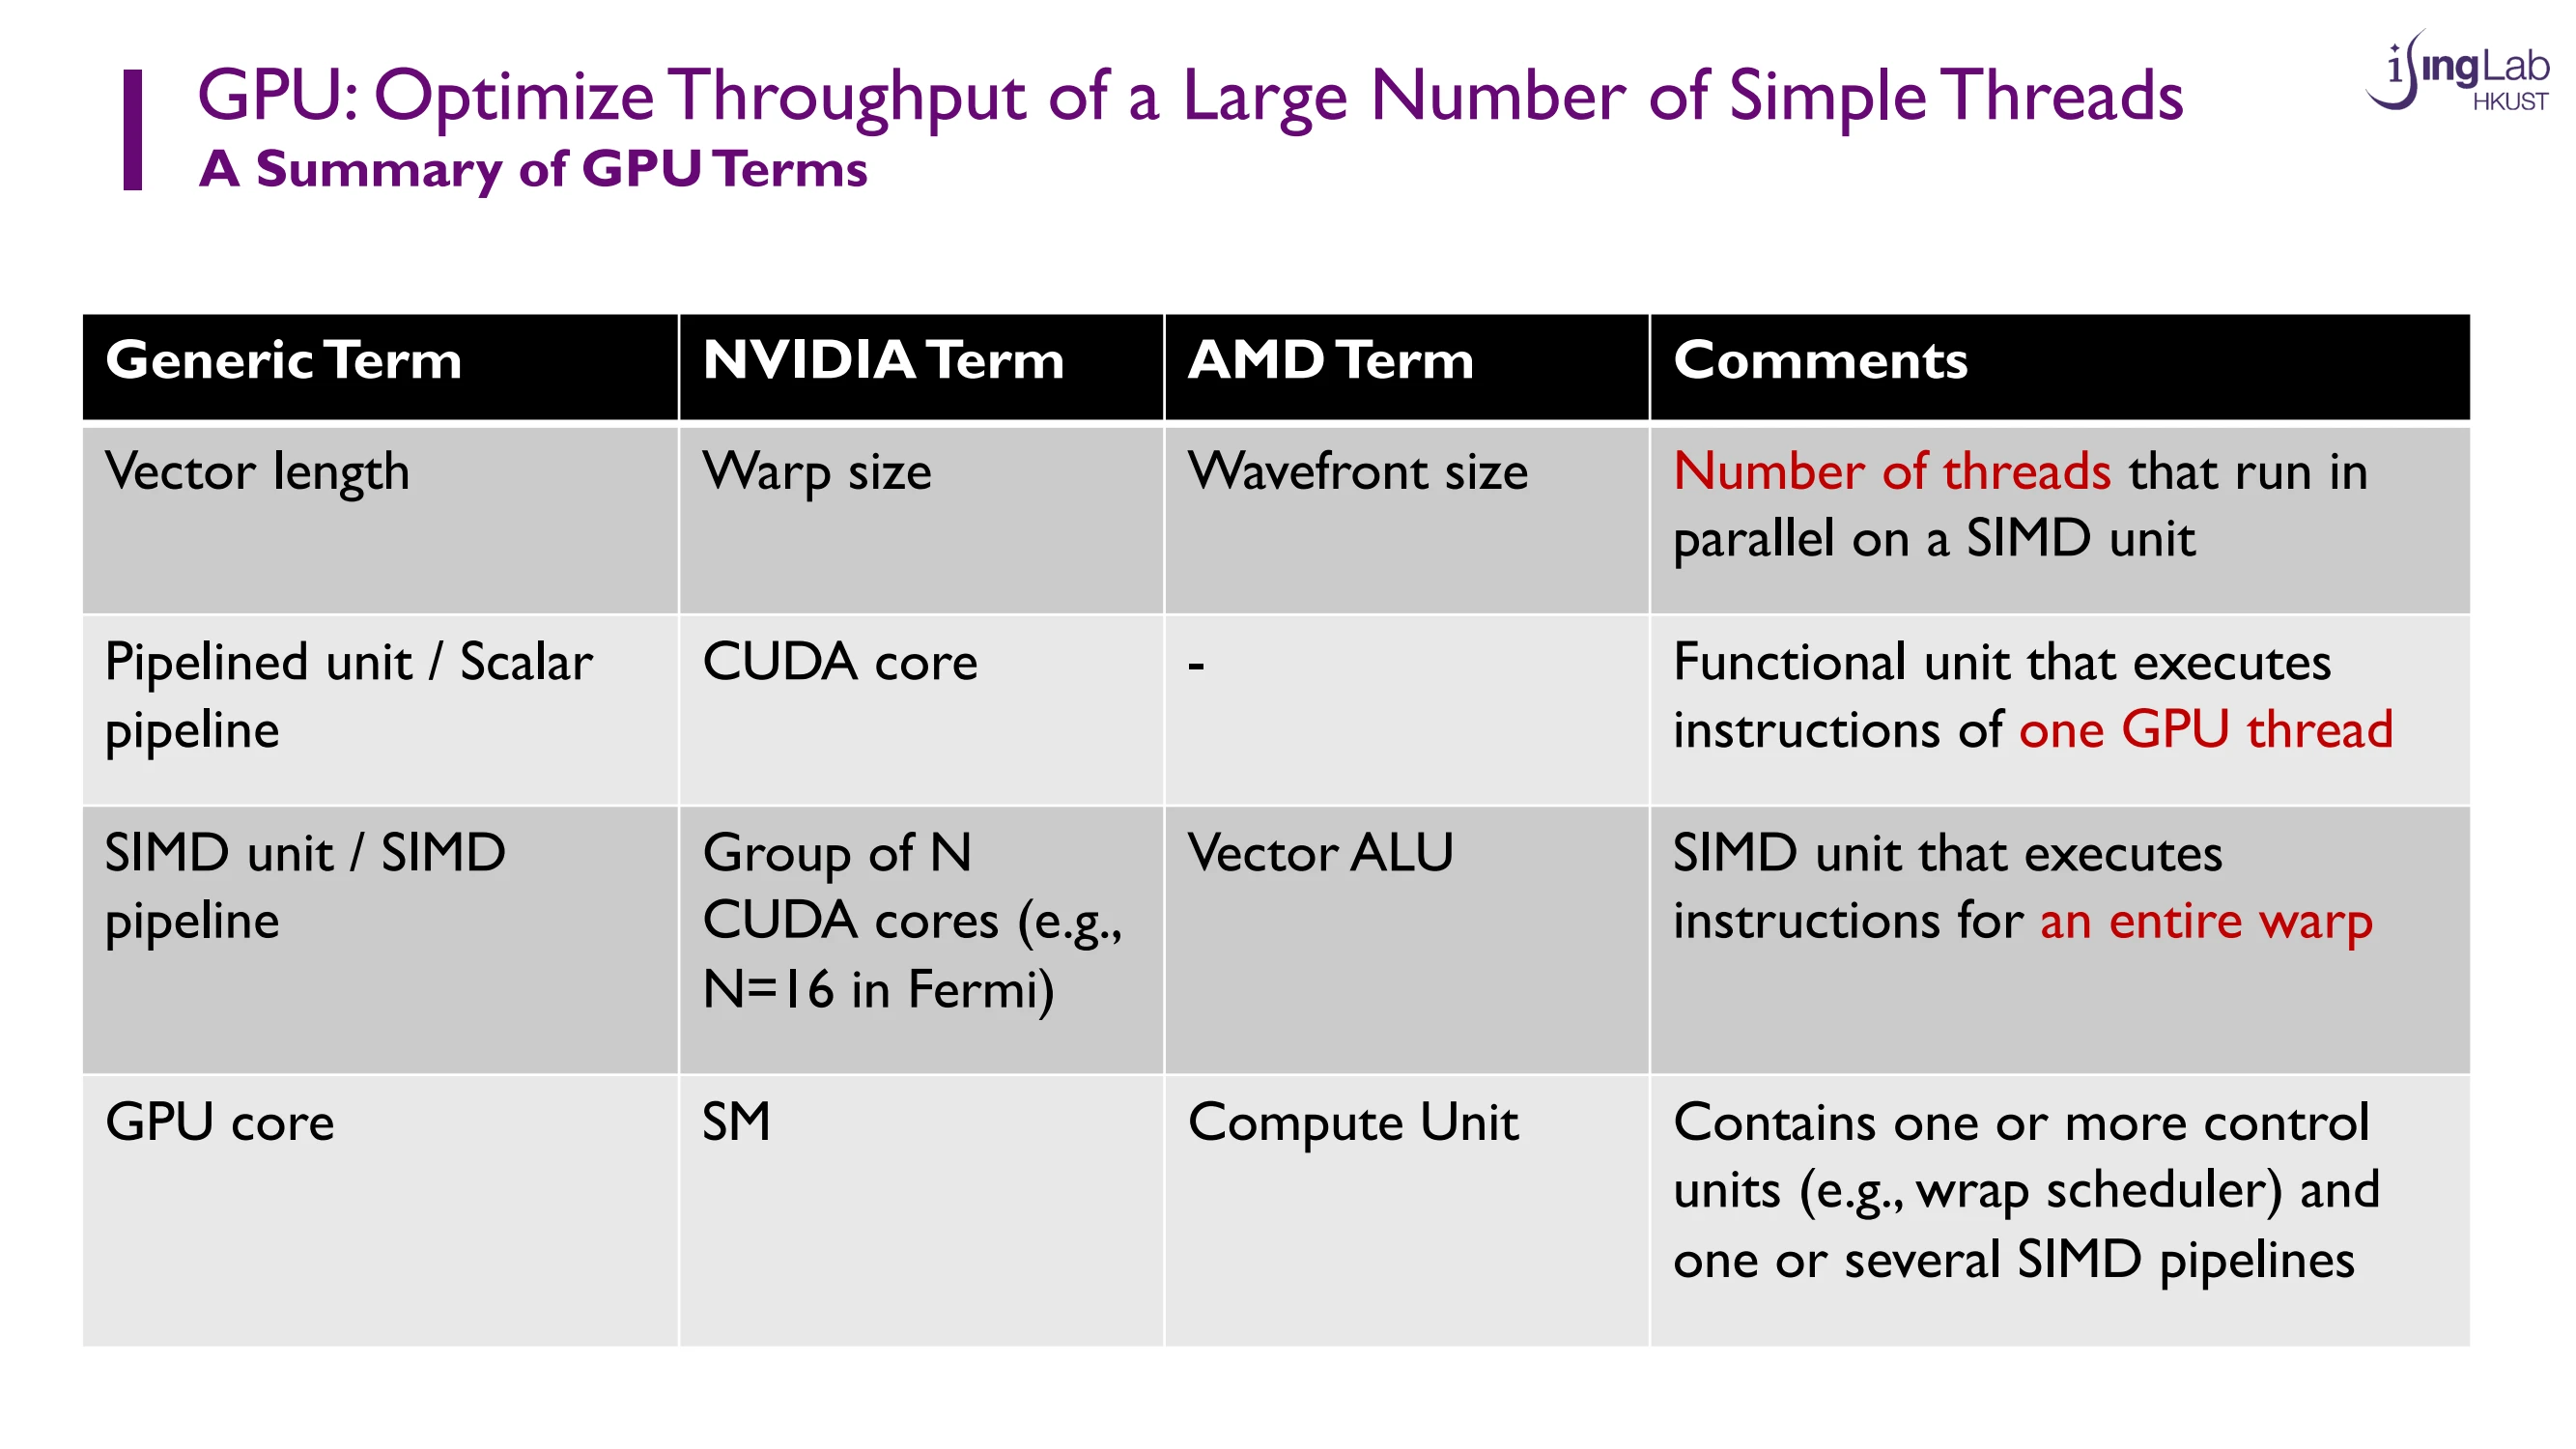 GPU: Optimize Throughput of a Large Number of Simple Threads
A Summary of GPU Terms
iSingLab
HKUST
Generic Term
NVIDIA Term
AMD Term
Comments
Vector length
Warp size
Wavefront size
Number of threads that run in
parallel on a SIMD unit
Pipelined unit / Scalar
pipeline
CUDA core
-
Functional unit that executes
instructions of one GPU thread
SIMD unit / SIMD
pipeline
Group of N
CUDA cores (e.g.,
N=16 in Fermi)
Vector ALU
SIMD unit that executes
instructions for an entire warp
GPU core
SM
Compute Unit
Contains one or more control
units (e.g., wrap scheduler) and
one or several SIMD pipelines